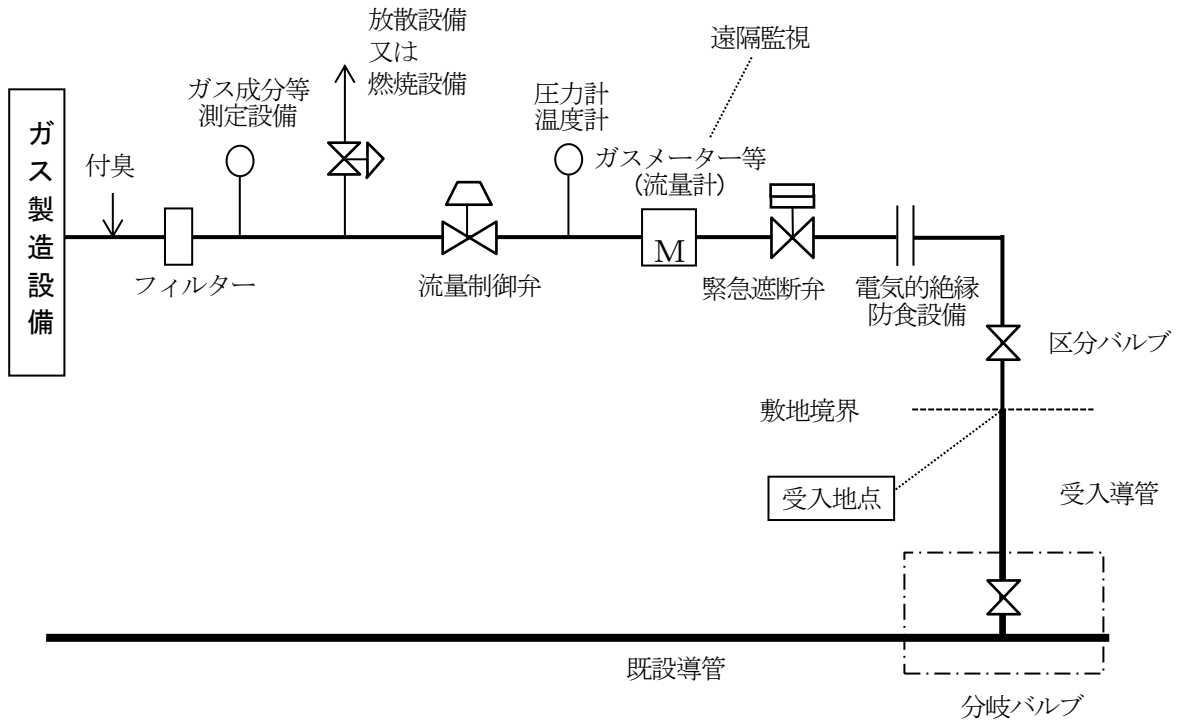 放散設備
又は
燃焼設備
遠隔監視
ガス成分等
測定設備
圧力計
温度計
ガス製造設備
付臭
ガスメーター等
(流量計)
M
フィルター
流量制御弁
緊急遮断弁
電気的絶縁
防食設備
区分バルブ
敷地境界
受入地点
受入導管
既設導管
分岐バルブ